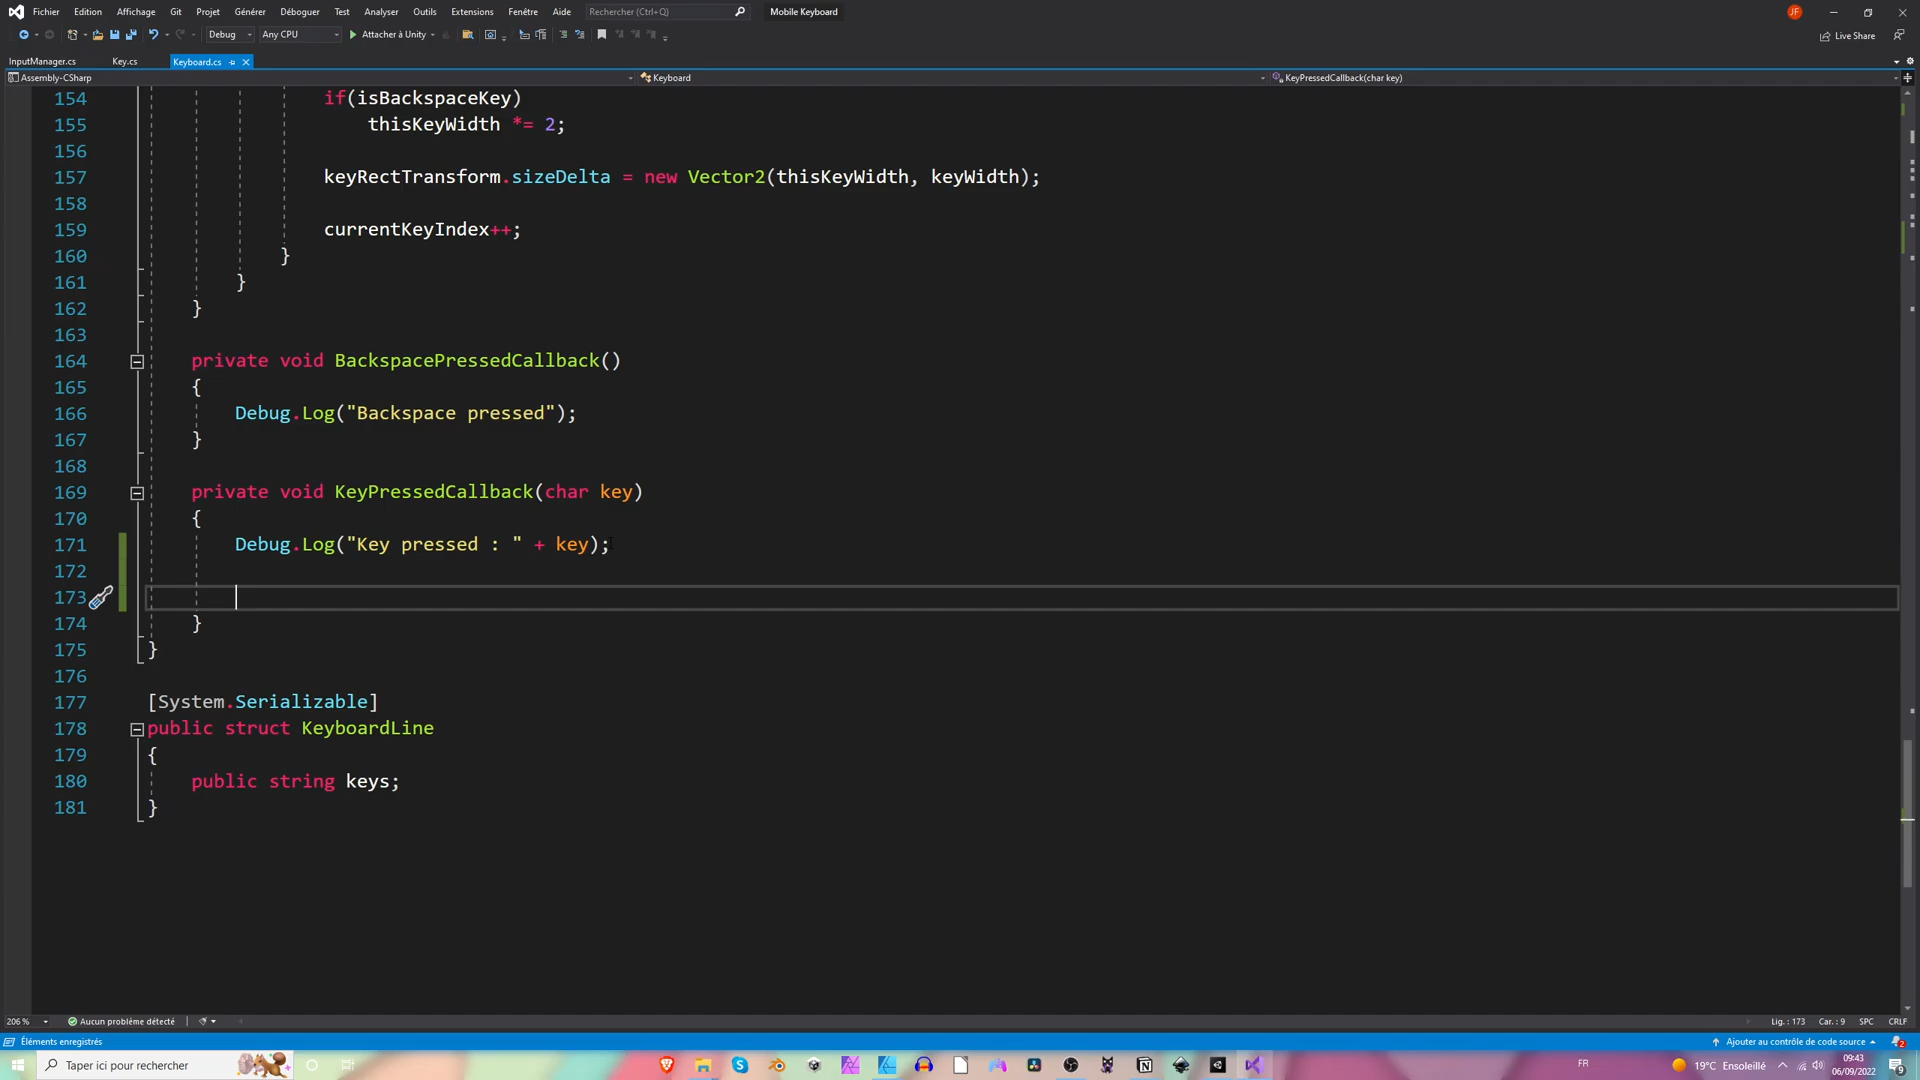 Fichier Edition Affichage Git Projet Générer Déboguer Test Analyser Outils Extensions Fenêtre Aide Rechercher (Ctrl+Q) Mobile Keyboard JF
Debug Any CPU Attacher à Unity Live Share
InputManager.cs Key.cs Keyboard.cs
Assembly-CSharp Keyboard KeyPressedCallback(char key)
154 if(isBackspaceKey)
155 thisKeyWidth *= 2;
156
157 keyRectTransform.sizeDelta = new Vector2(thisKeyWidth, keyWidth);
158
159 currentKeyIndex++;
160 }
161 }
162 }
163
164 private void BackspacePressedCallback()
165 {
166 Debug.Log("Backspace pressed");
167 }
168
169 private void KeyPressedCallback(char key)
170 {
171 Debug.Log("Key pressed : " + key);
172
173
174 }
175 }
176
177 [System.Serializable]
178 public struct KeyboardLine
179 {
180 public string keys;
181 }
206 % Aucun problème détecté Lig. : 173 Car. : 9 SPC CRLF
Éléments enregistrés Ajouter au contrôle de code source 2
Taper ici pour rechercher FR 19°C Ensoleillé 09:43
06/09/2022 9